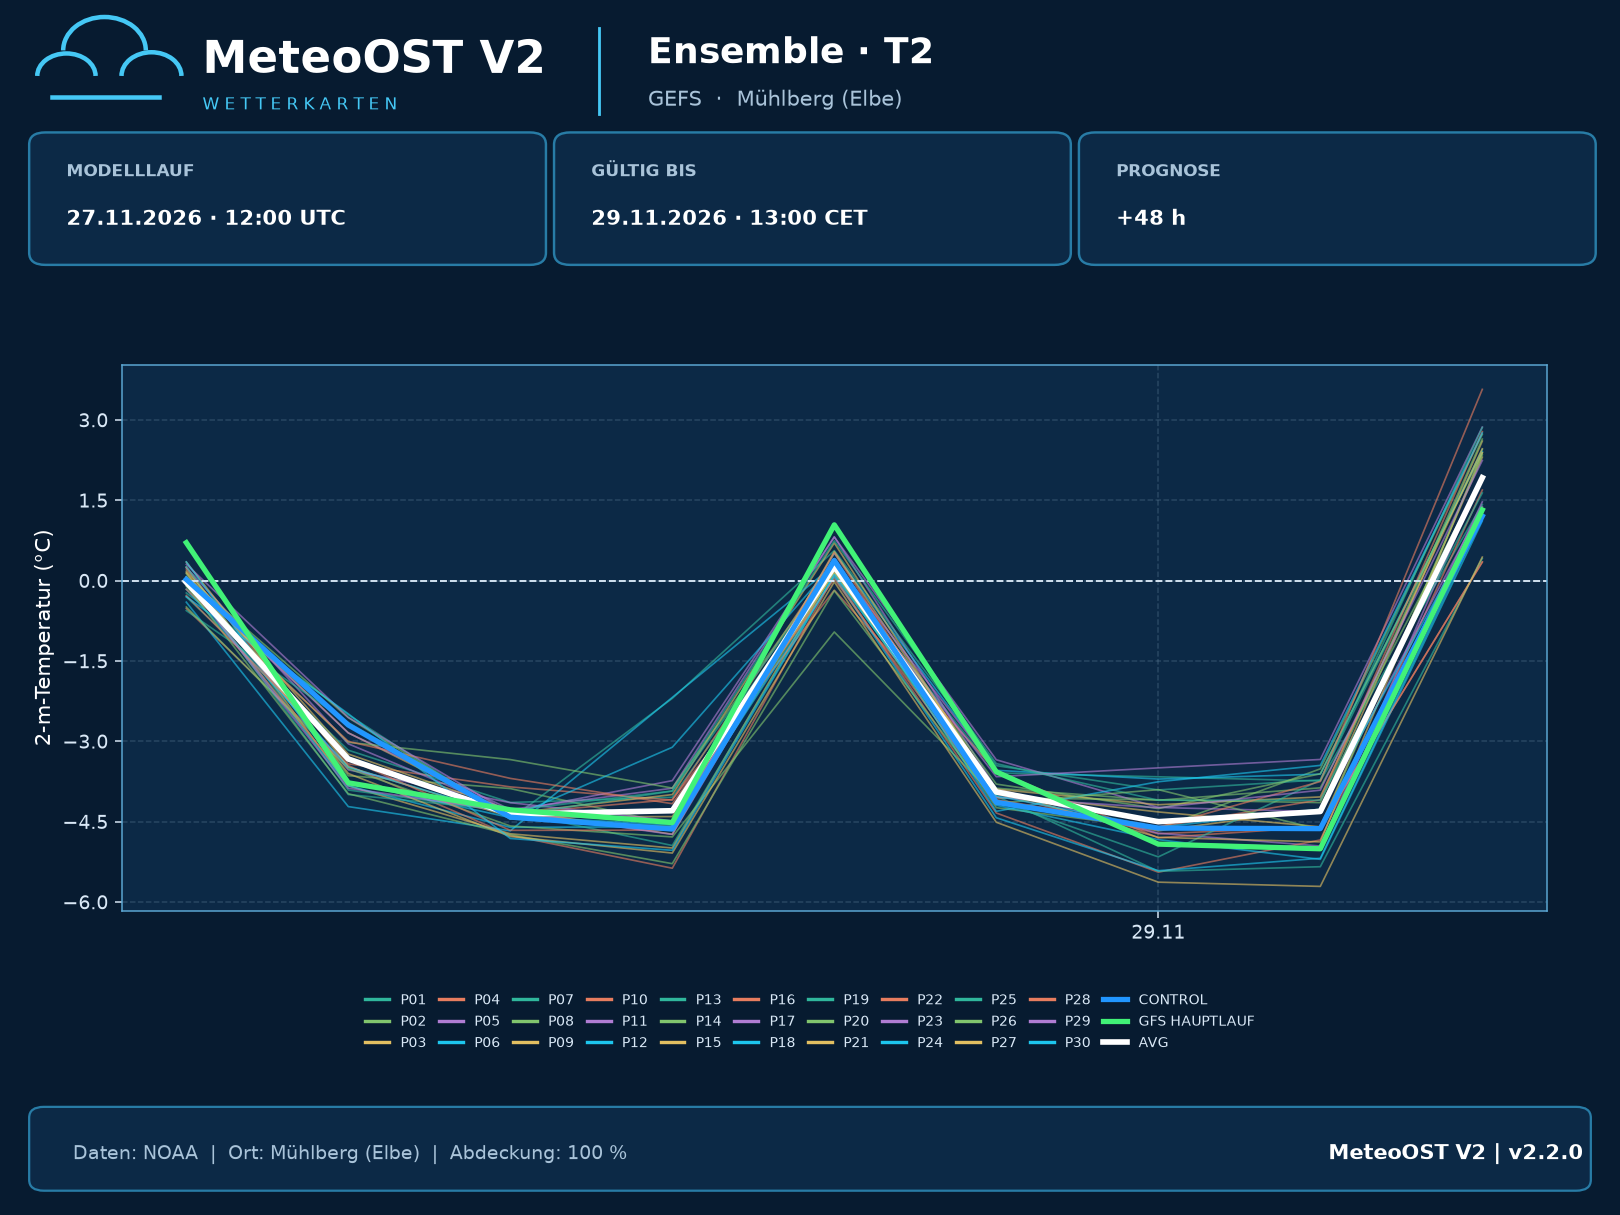 MeteoOST V2
WETTERKARTEN
Ensemble · T2
GEFS · Mühlberg (Elbe)
MODELLLAUF
27.11.2026 · 12:00 UTC
GÜLTIG BIS
29.11.2026 · 13:00 CET
PROGNOSE
+48 h
2-m-Temperatur (°C)
3.0
1.5
0.0
−1.5
−3.0
−4.5
−6.0
29.11
P01 P04 P07 P10 P13 P16 P19 P22 P25 P28 CONTROL
P02 P05 P08 P11 P14 P17 P20 P23 P26 P29 GFS HAUPTLAUF
P03 P06 P09 P12 P15 P18 P21 P24 P27 P30 AVG
Daten: NOAA | Ort: Mühlberg (Elbe) | Abdeckung: 100 %
MeteoOST V2 | v2.2.0